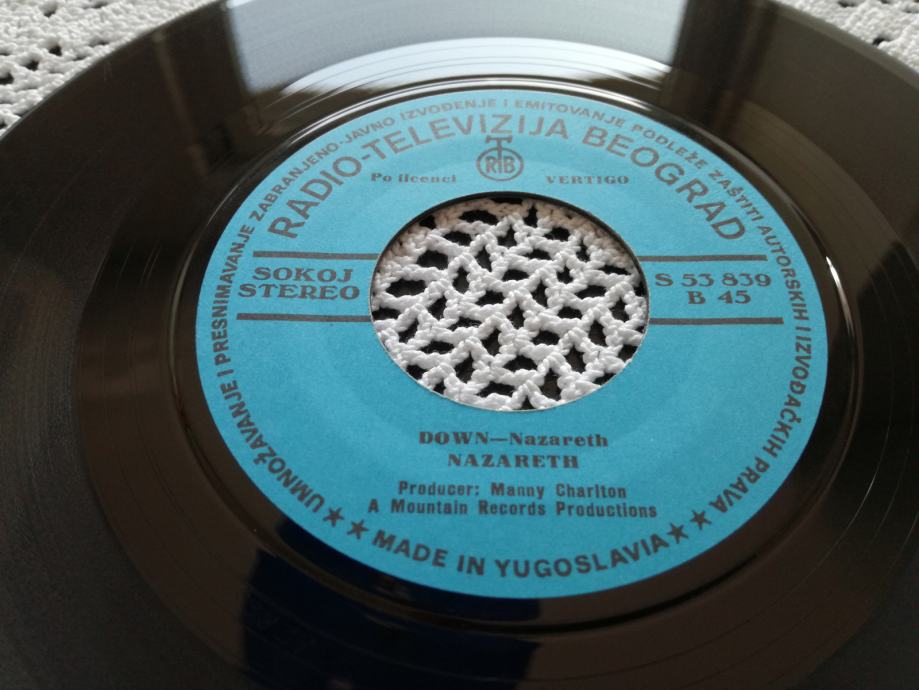 UMNOŽAVANJE I PRESNIMAVANJE ZABRANJENO-JAVNO IZVOĐENJE I EMITOVANJE PODLEŽE ZAŠTITI AUTORSKIH I IZVOĐAČKIH PRAVA
RADIO-TELEVIZIJA BEOGRAD
RTB
Po licenci VERTIGO
SOKOJ
STEREO
S 53 839
B 45
DOWN—Nazareth
NAZARETH
Producer: Manny Charlton
A Mountain Records Productions
★★ MADE IN YUGOSLAVIA ★★